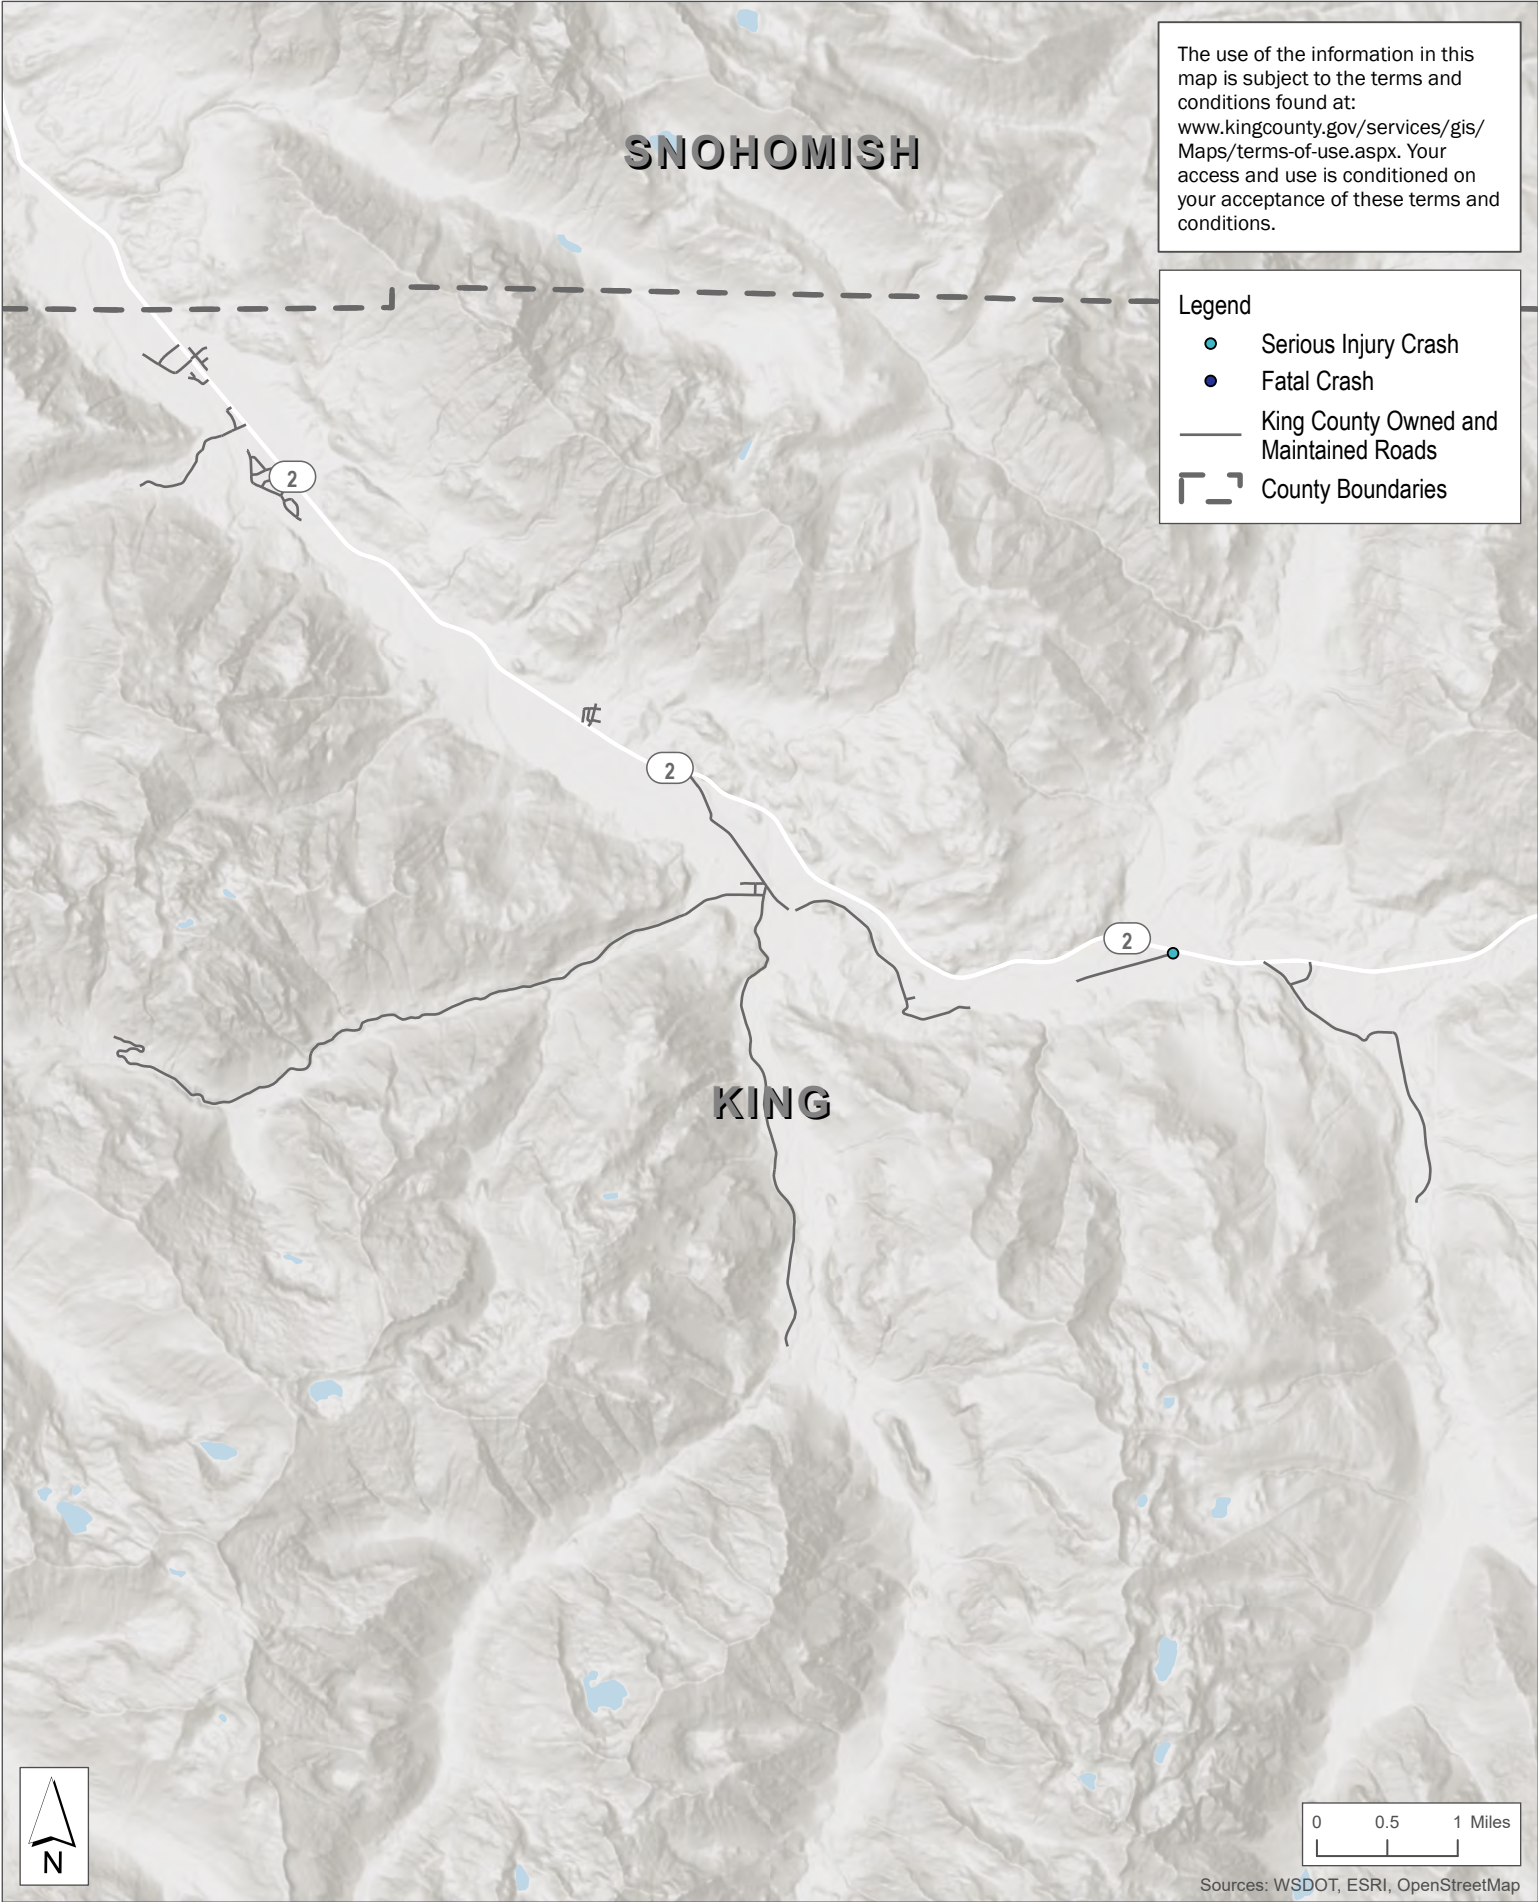 The use of the information in this
map is subject to the terms and
conditions found at:
www.kingcounty.gov/services/gis/
Maps/terms-of-use.aspx. Your
access and use is conditioned on
your acceptance of these terms and
conditions.
SNOHOMISH
Legend
Serious Injury Crash
Fatal Crash
King County Owned and
Maintained Roads
County Boundaries
2
2
2
KING
N
0 0.5 1 Miles
Sources: WSDOT, ESRI, OpenStreetMap